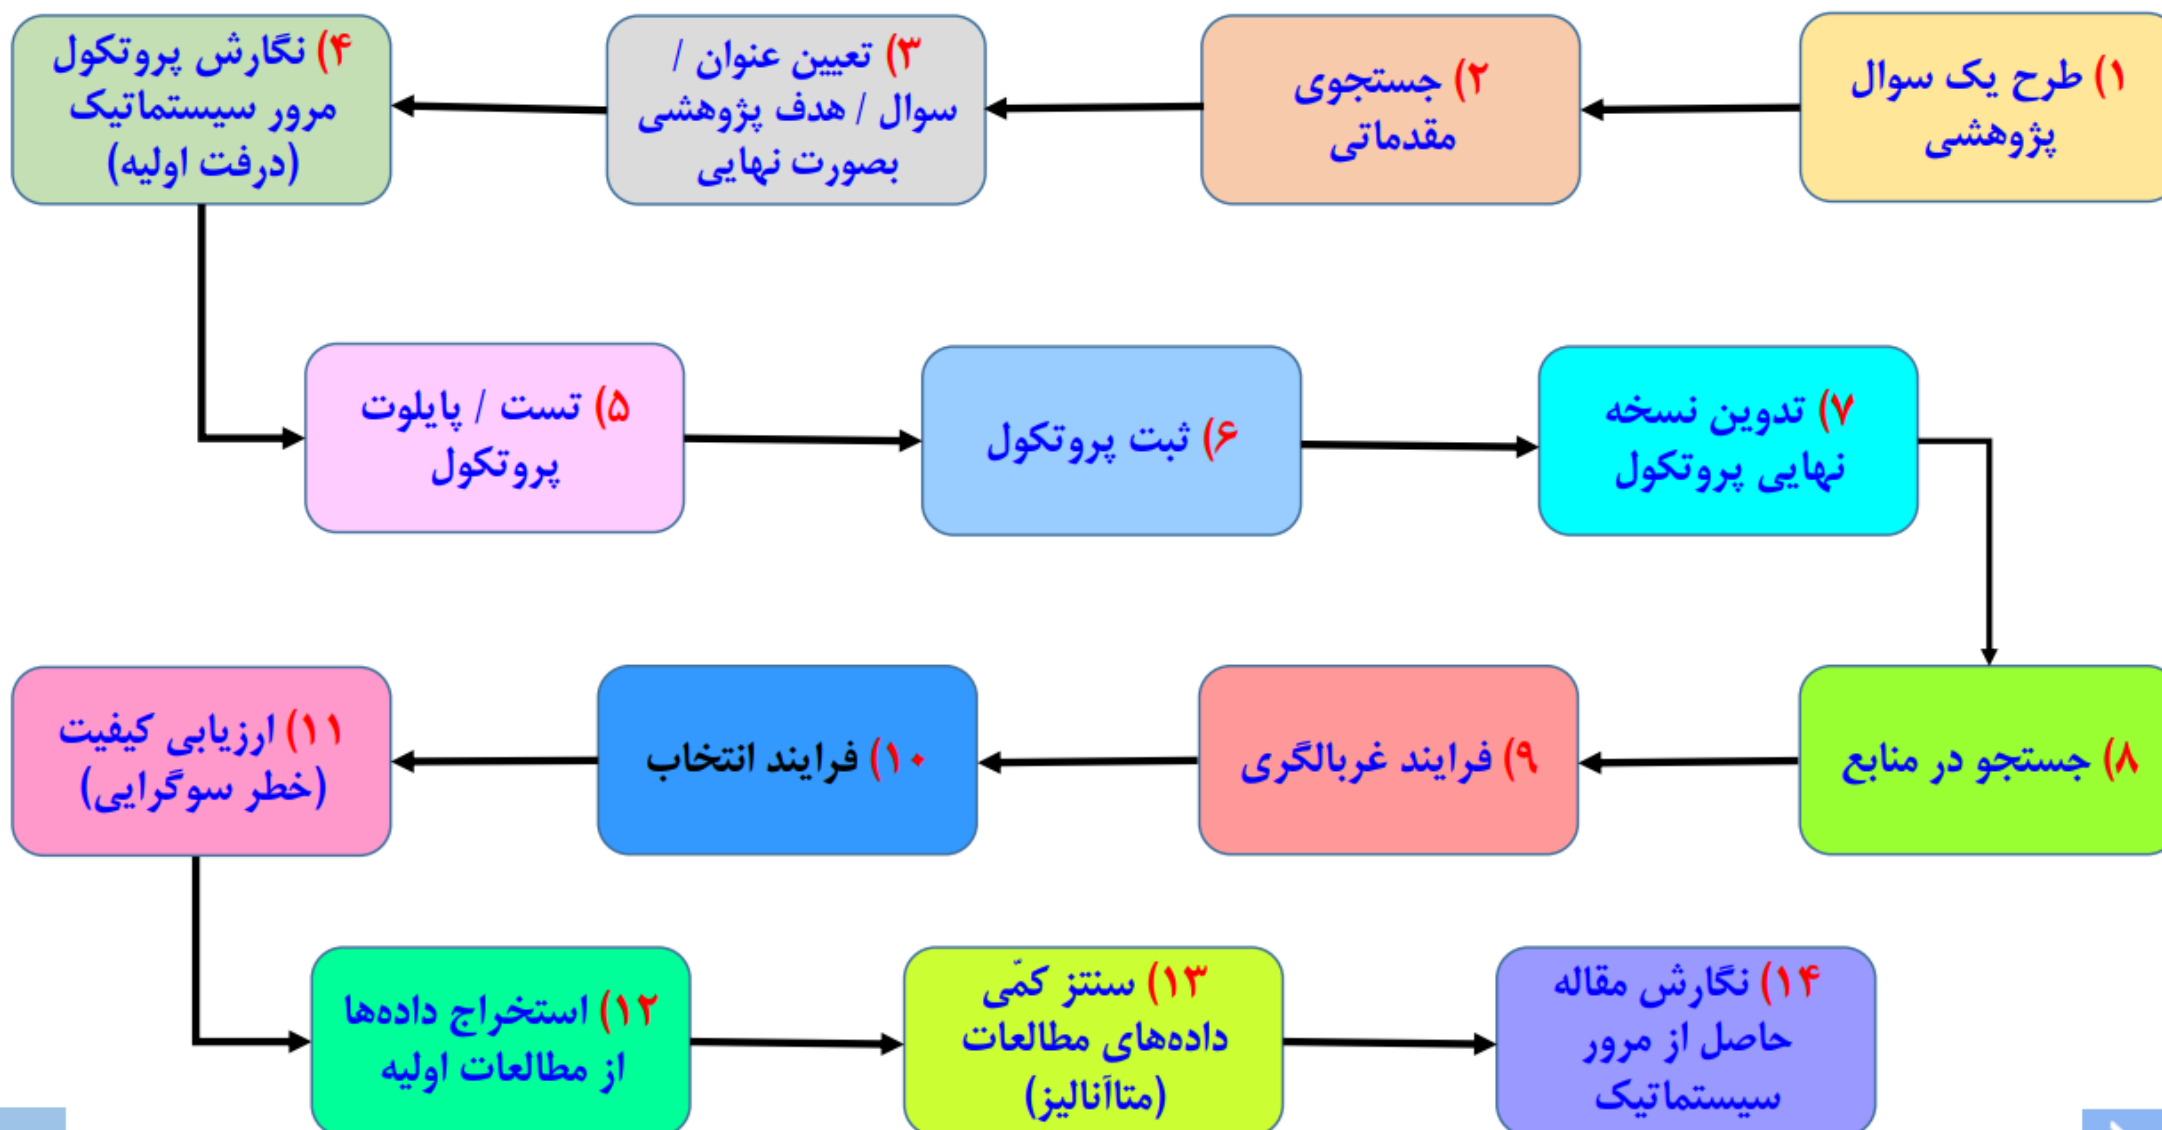 ۱) طرح یک سوال
پژوهشی
۲) جستجوی
مقدماتی
۳) تعیین عنوان /
سوال / هدف پژوهشی
بصورت نهایی
۴) نگارش پروتکول
مرور سیستماتیک
(درفت اولیه)
۵) تست / پایلوت
پروتکول
۶) ثبت پروتکول
۷) تدوین نسخه
نهایی پروتکول
۸) جستجو در منابع
۹) فرایند غربالگری
۱۰) فرایند انتخاب
۱۱) ارزیابی کیفیت
(خطر سوگرایی)
۱۲) استخراج داده‌ها
از مطالعات اولیه
۱۳) سنتز کمّی
داده‌های مطالعات
(متاآنالیز)
۱۴) نگارش مقاله
حاصل از مرور
سیستماتیک